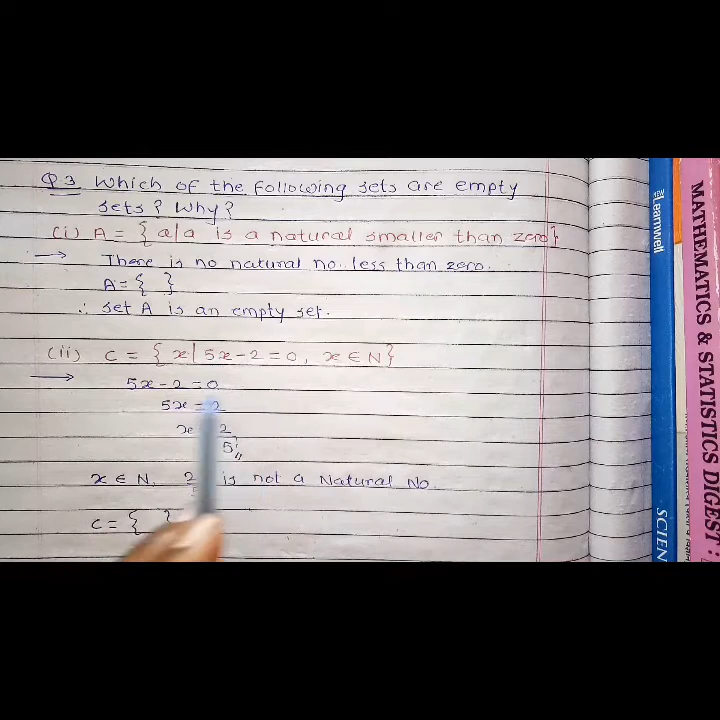 Q3 Which of the following sets are empty
sets? Why?
(i) A = { a/a is a natural smaller than zero}
→ There is no natural no. less than zero.
A = { }
∴ set A is an empty set.
(ii) C = { x| 5x-2=0, x∈N}
→ 5x-2=0
5x=2
x 2
5
x∈N, 2 is not a Natural No.
C = { }
Learnwell
SCIEN
MATHEMATICS & STATISTICS DIGEST :